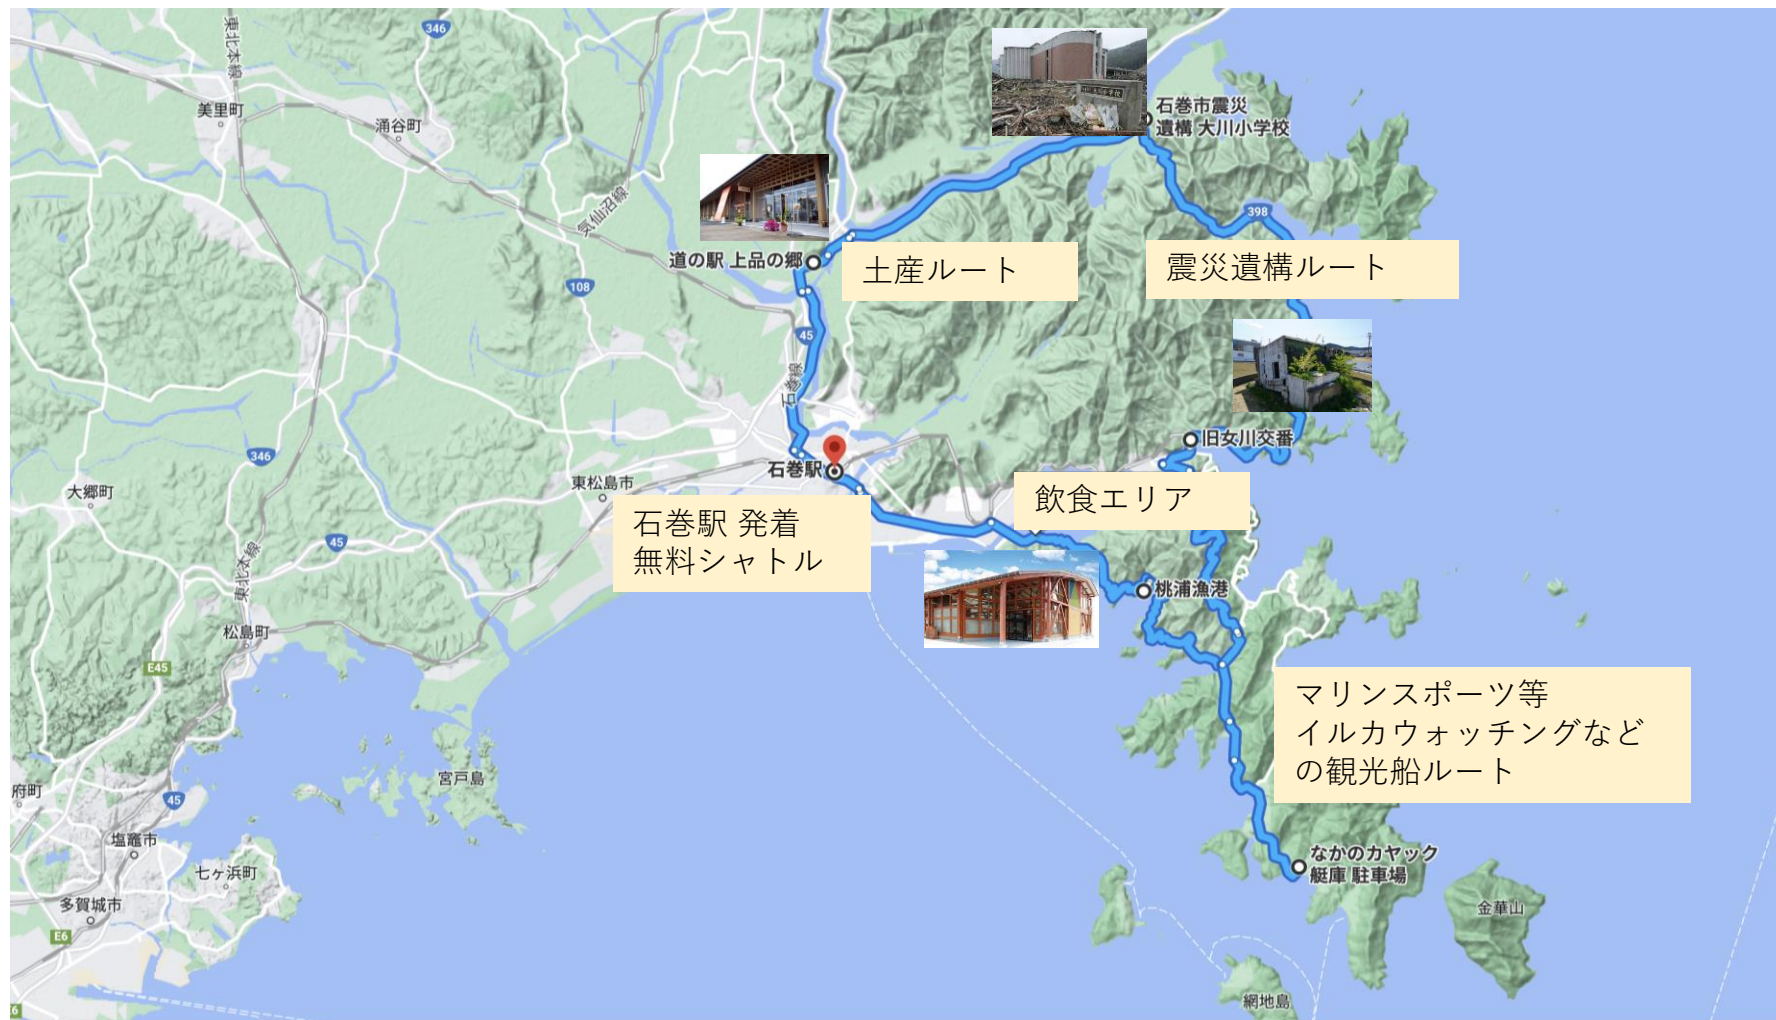 東北本線
346
美里町
涌谷町
気仙沼線
石巻市震災
遺構 大川小学校
398
道の駅 上品の郷
土産ルート
震災遺構ルート
108
45
石巻線
旧女川交番
346
石巻駅
大郷町
東松島市
飲食エリア
石巻駅 発着
無料シャトル
45
東北本線
桃浦漁港
松島町
E45
マリンスポーツ等
イルカウォッチングなど
の観光船ルート
宮戸島
府町
45
塩竈市
七ヶ浜町
なかのカヤック
艇庫 駐車場
多賀城市
金華山
E6
網地島
6